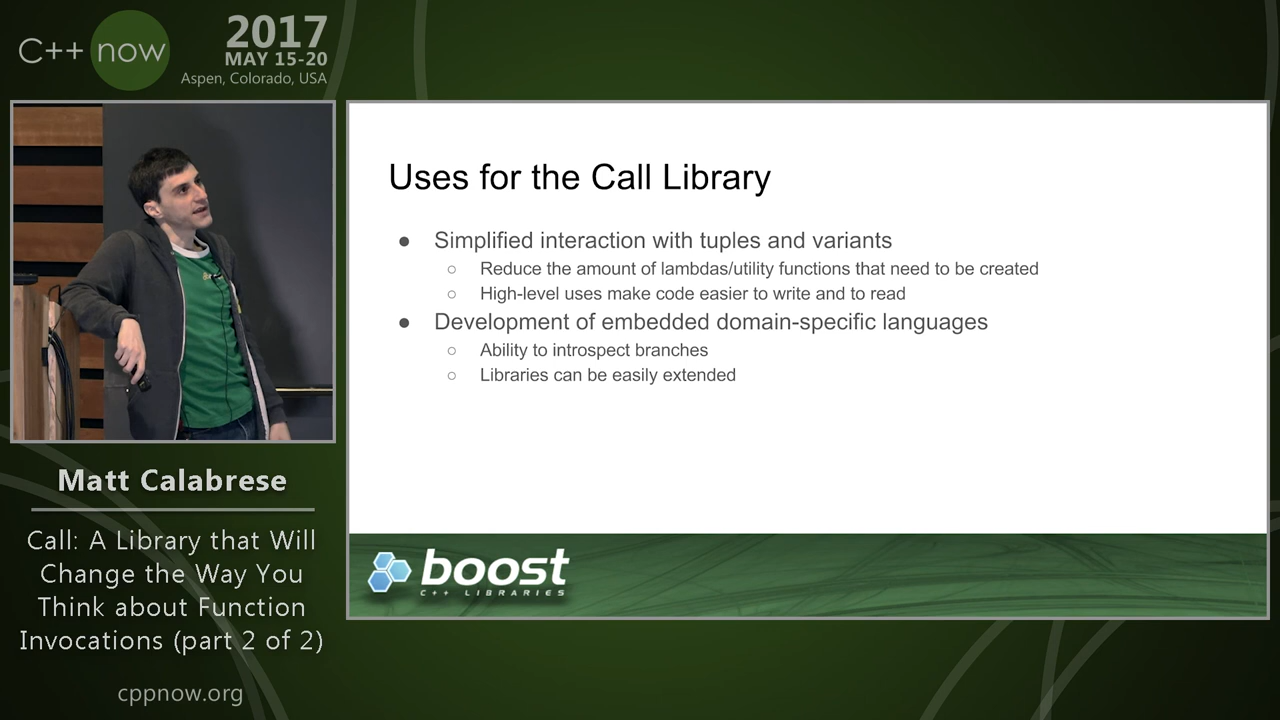 C++ now
2017
MAY 15-20
Aspen, Colorado, USA
Uses for the Call Library
● Simplified interaction with tuples and variants
○ Reduce the amount of lambdas/utility functions that need to be created
○ High-level uses make code easier to write and to read
● Development of embedded domain-specific languages
○ Ability to introspect branches
○ Libraries can be easily extended
boost
C++ LIBRARIES
Matt Calabrese
Call: A Library that Will
Change the Way You
Think about Function
Invocations (part 2 of 2)
cppnow.org